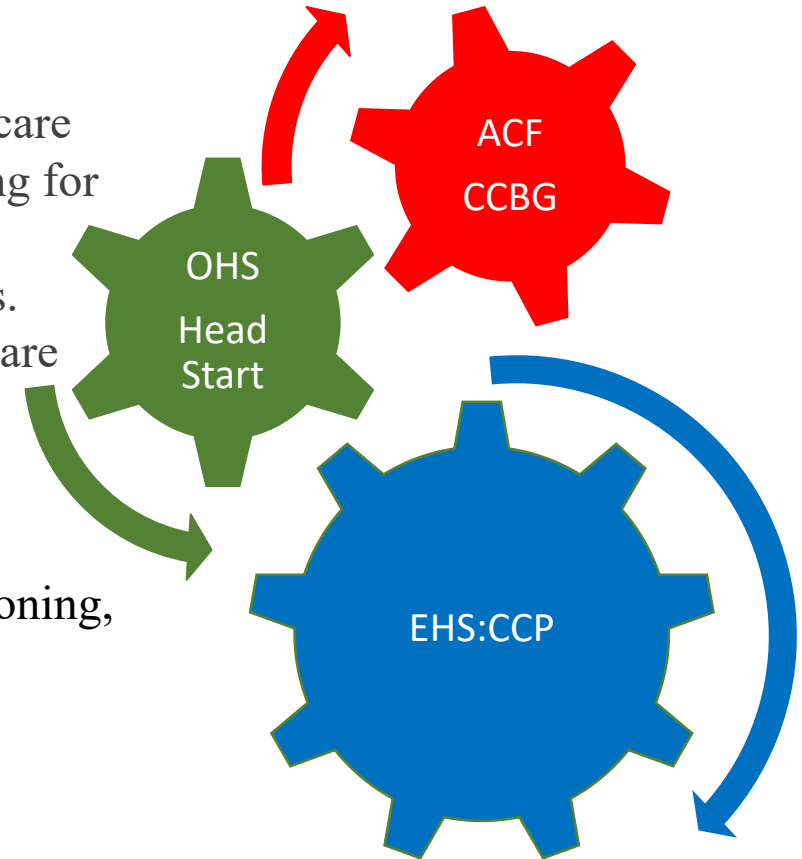 care
ng for
s.
are
oning,
ACF
CCBG
OHS
Head
Start
EHS:CCP